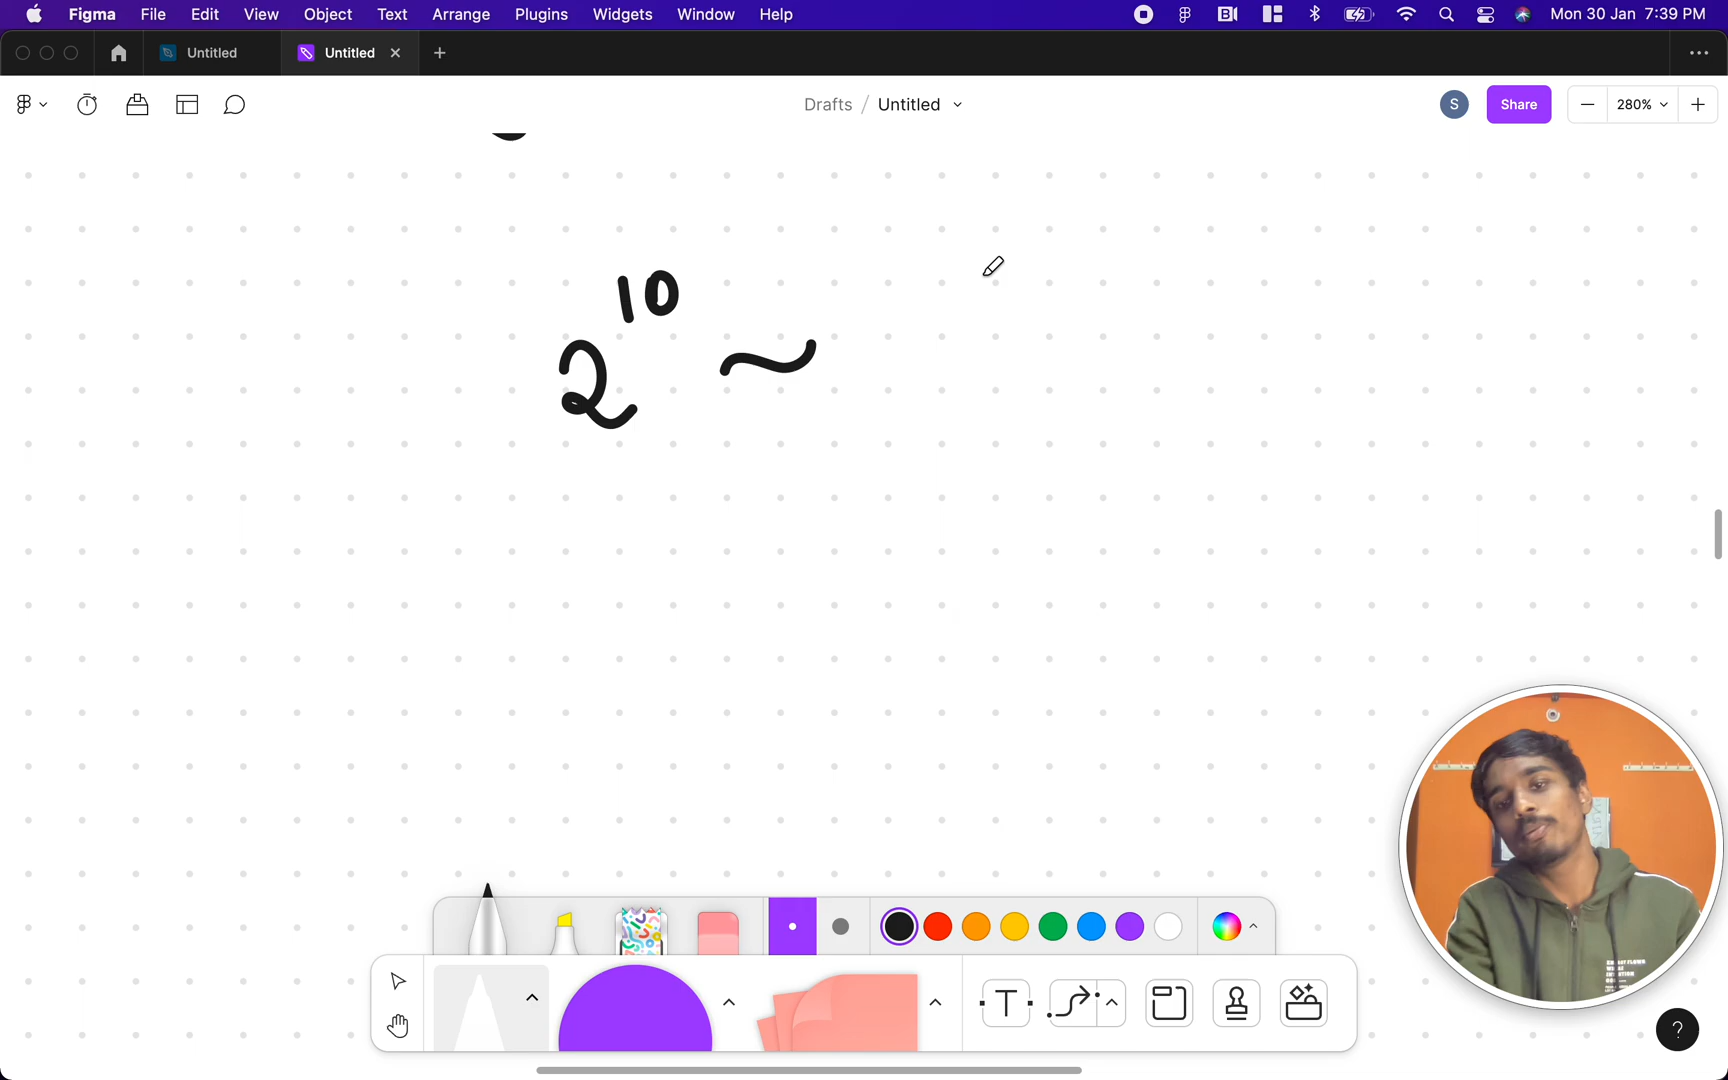 Figma File Edit View Object Text Arrange Plugins Widgets Window Help Mon 30 Jan 7:39 PM
Untitled Untitled
Drafts / Untitled S Share 280%
2^10 ~
T
?